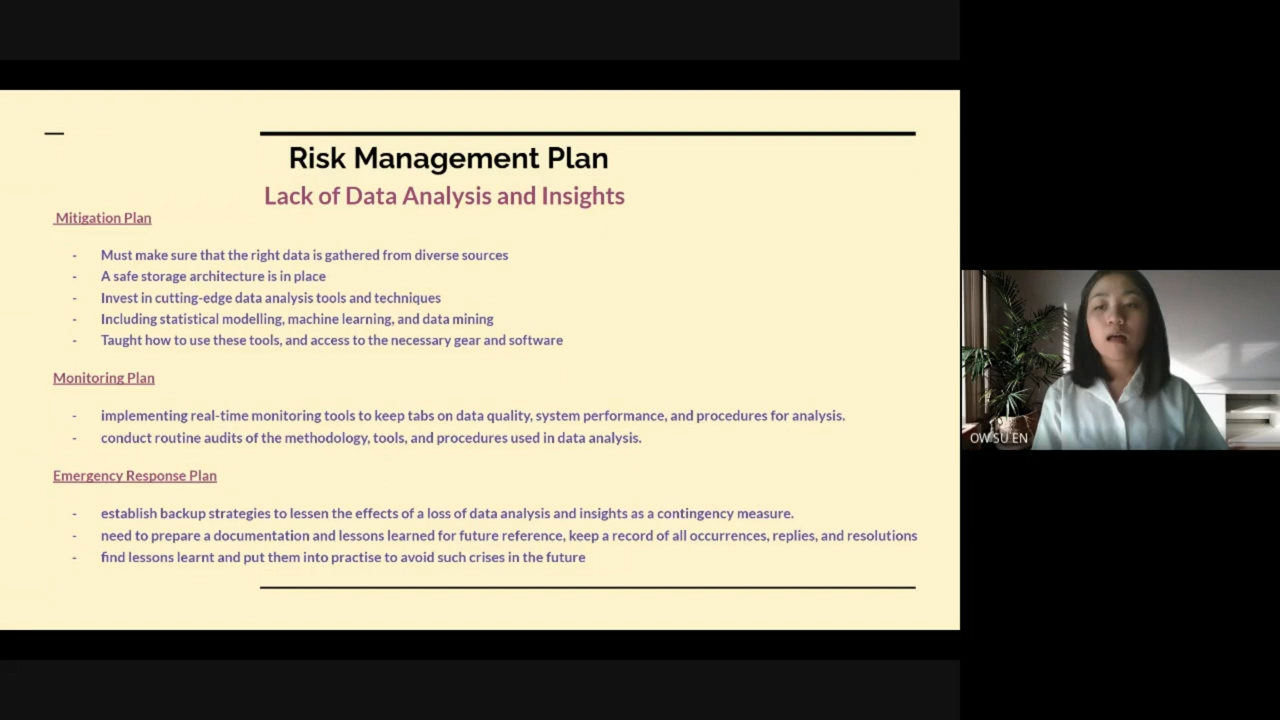 Risk Management Plan
Lack of Data Analysis and Insights
Mitigation Plan
- Must make sure that the right data is gathered from diverse sources
- A safe storage architecture is in place
- Invest in cutting-edge data analysis tools and techniques
- Including statistical modelling, machine learning, and data mining
- Taught how to use these tools, and access to the necessary gear and software
Monitoring Plan
- implementing real-time monitoring tools to keep tabs on data quality, system performance, and procedures for analysis.
- conduct routine audits of the methodology, tools, and procedures used in data analysis.
Emergency Response Plan
- establish backup strategies to lessen the effects of a loss of data analysis and insights as a contingency measure.
- need to prepare a documentation and lessons learned for future reference, keep a record of all occurrences, replies, and resolutions
- find lessons learnt and put them into practise to avoid such crises in the future
OW SU EN